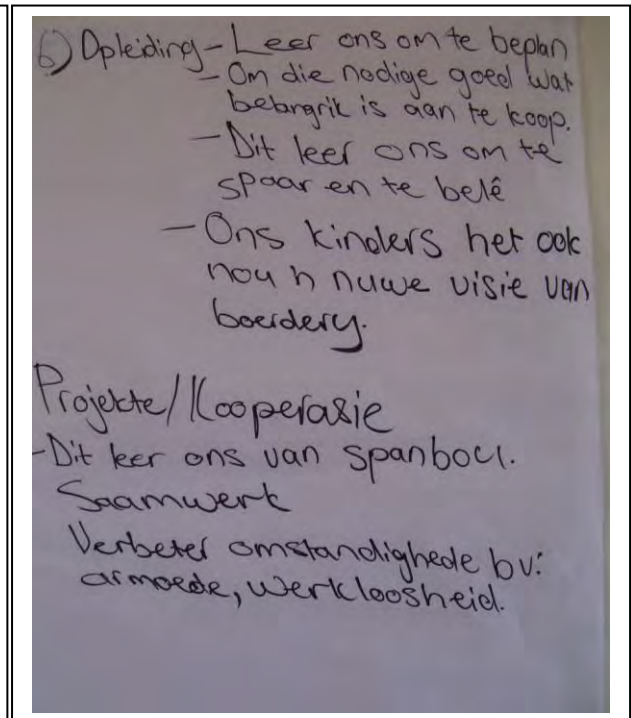 6) Opleiding - Leer ons om te beplan
- Om die nodige goed wat
belangrik is aan te koop.
- Dit leer ons om te
spaar en te belê
- Ons kinders het ook
nou 'n nuwe visie van
boerdery.
Projekte/Kooperasie
- Dit leer ons van spanbou.
Saamwerk
Verbeter omstandighede bv:
armoede, werkloosheid.